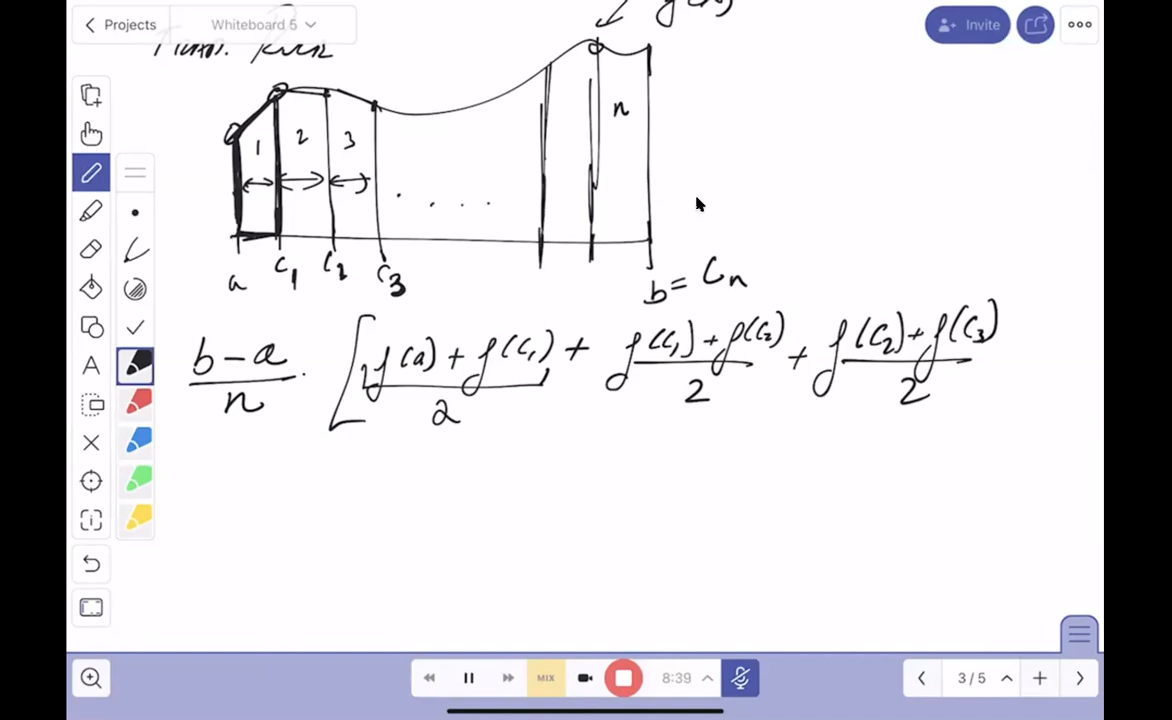 Projects
Whiteboard 5
Invite
1 2 3 . . . . n
a c₁ c₂ c₃ b = Cn
(b-a)/n · [ (f(a) + f(c₁))/2 + (f(c₁) + f(c₂))/2 + (f(c₂) + f(c₃))/2
A
MIX
8:39
3 / 5